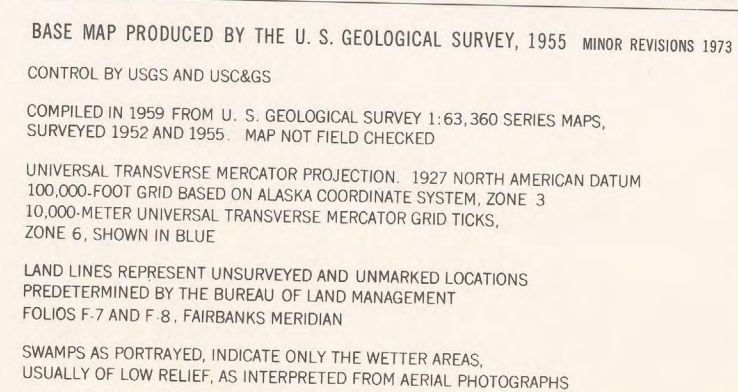 BASE MAP PRODUCED BY THE U. S. GEOLOGICAL SURVEY, 1955 MINOR REVISIONS 1973
CONTROL BY USGS AND USC&GS
COMPILED IN 1959 FROM U. S. GEOLOGICAL SURVEY 1:63,360 SERIES MAPS,
SURVEYED 1952 AND 1955. MAP NOT FIELD CHECKED
UNIVERSAL TRANSVERSE MERCATOR PROJECTION. 1927 NORTH AMERICAN DATUM
100,000-FOOT GRID BASED ON ALASKA COORDINATE SYSTEM, ZONE 3
10,000-METER UNIVERSAL TRANSVERSE MERCATOR GRID TICKS,
ZONE 6, SHOWN IN BLUE
LAND LINES REPRESENT UNSURVEYED AND UNMARKED LOCATIONS
PREDETERMINED BY THE BUREAU OF LAND MANAGEMENT
FOLIOS F-7 AND F-8, FAIRBANKS MERIDIAN
SWAMPS AS PORTRAYED, INDICATE ONLY THE WETTER AREAS,
USUALLY OF LOW RELIEF, AS INTERPRETED FROM AERIAL PHOTOGRAPHS